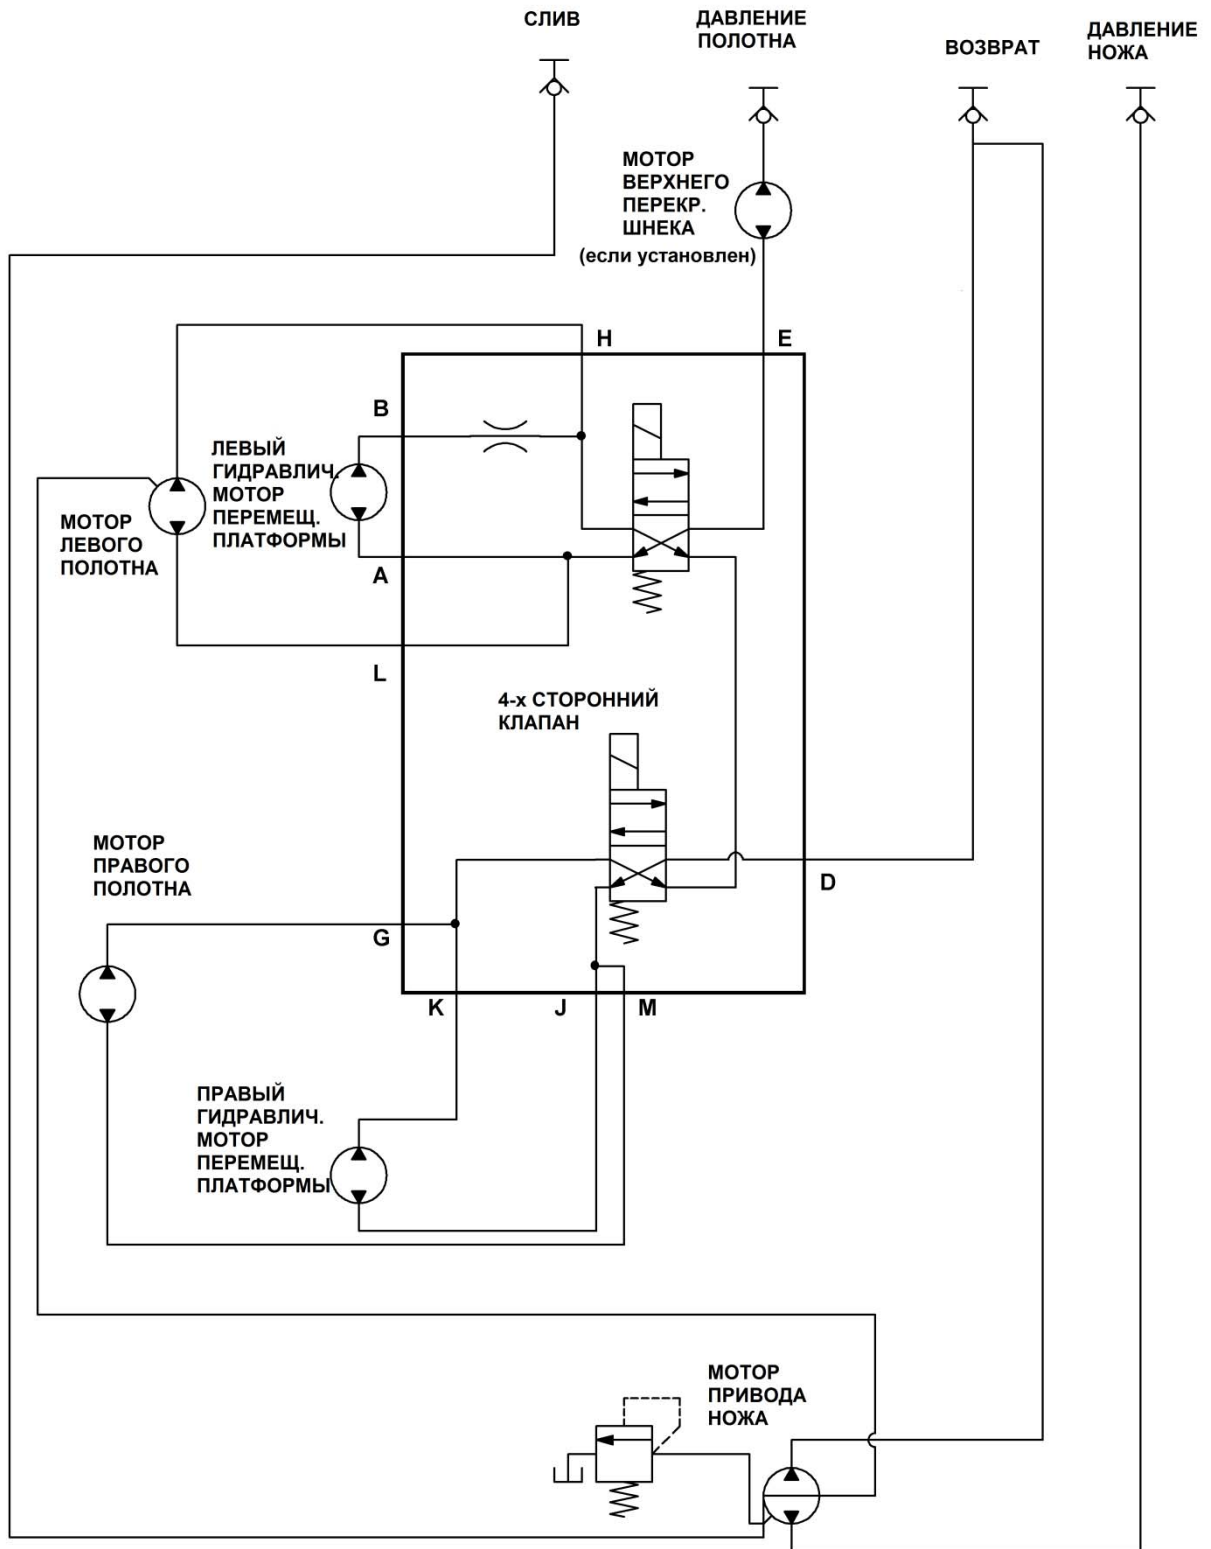 СЛИВ
ДАВЛЕНИЕ
ПОЛОТНА
ВОЗВРАТ
ДАВЛЕНИЕ
НОЖА
МОТОР
ВЕРХНЕГО
ПЕРЕКР.
ШНЕКА
(если установлен)
H
E
B
ЛЕВЫЙ
ГИДРАВЛИЧ.
МОТОР
ПЕРЕМЕЩ.
ПЛАТФОРМЫ
МОТОР
ЛЕВОГО
ПОЛОТНА
A
L
4-х СТОРОННИЙ
КЛАПАН
МОТОР
ПРАВОГО
ПОЛОТНА
D
G
K
J
M
ПРАВЫЙ
ГИДРАВЛИЧ.
МОТОР
ПЕРЕМЕЩ.
ПЛАТФОРМЫ
МОТОР
ПРИВОДА
НОЖА